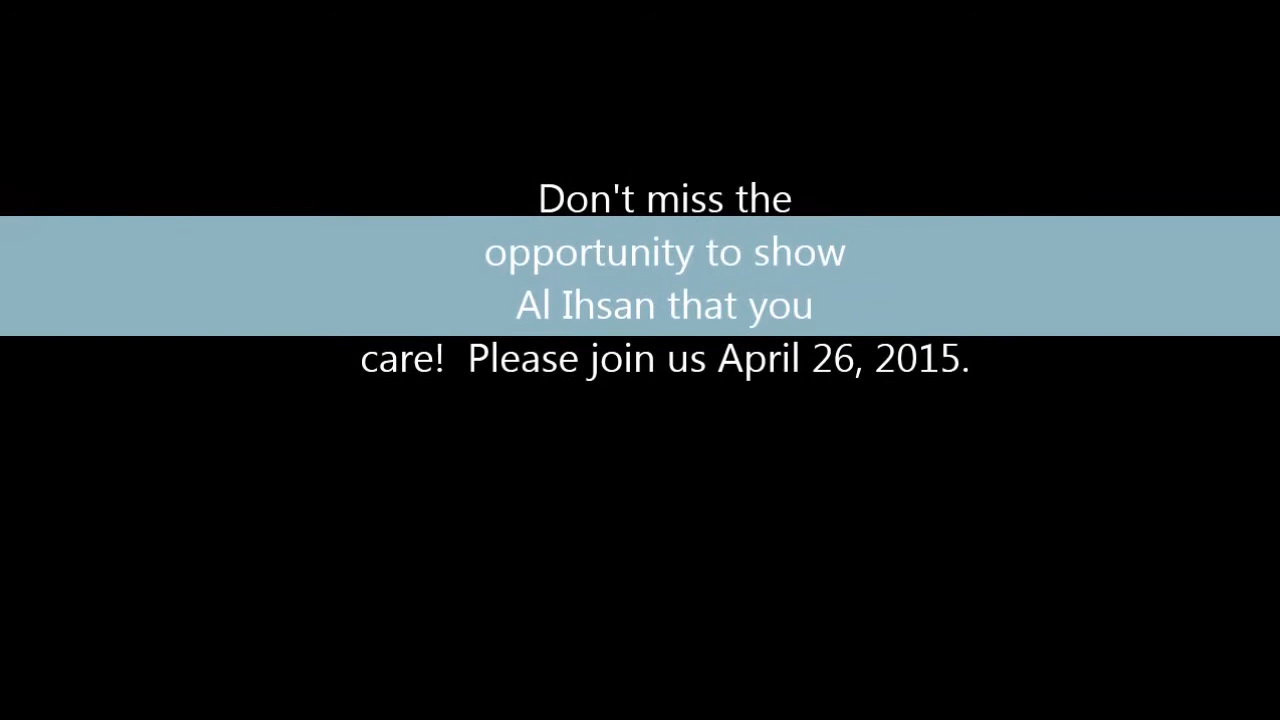 Don't miss the
opportunity to show
Al Ihsan that you
care!  Please join us April 26, 2015.